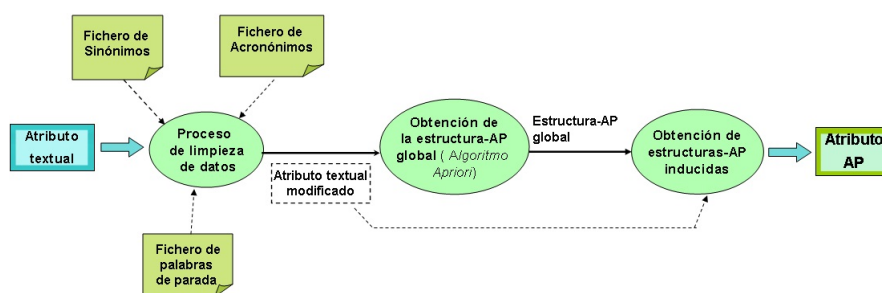 Fichero de
Sinónimos
Fichero de
Acronónimos
Atributo
textual
Proceso
de limpieza
de datos
Atributo textual
modificado
Obtención de
la estructura-AP
global ( Algoritmo
Apriori)
Estructura-AP
global
Obtención de
estructuras-AP
inducidas
Atributo
AP
Fichero de
palabras
de parada